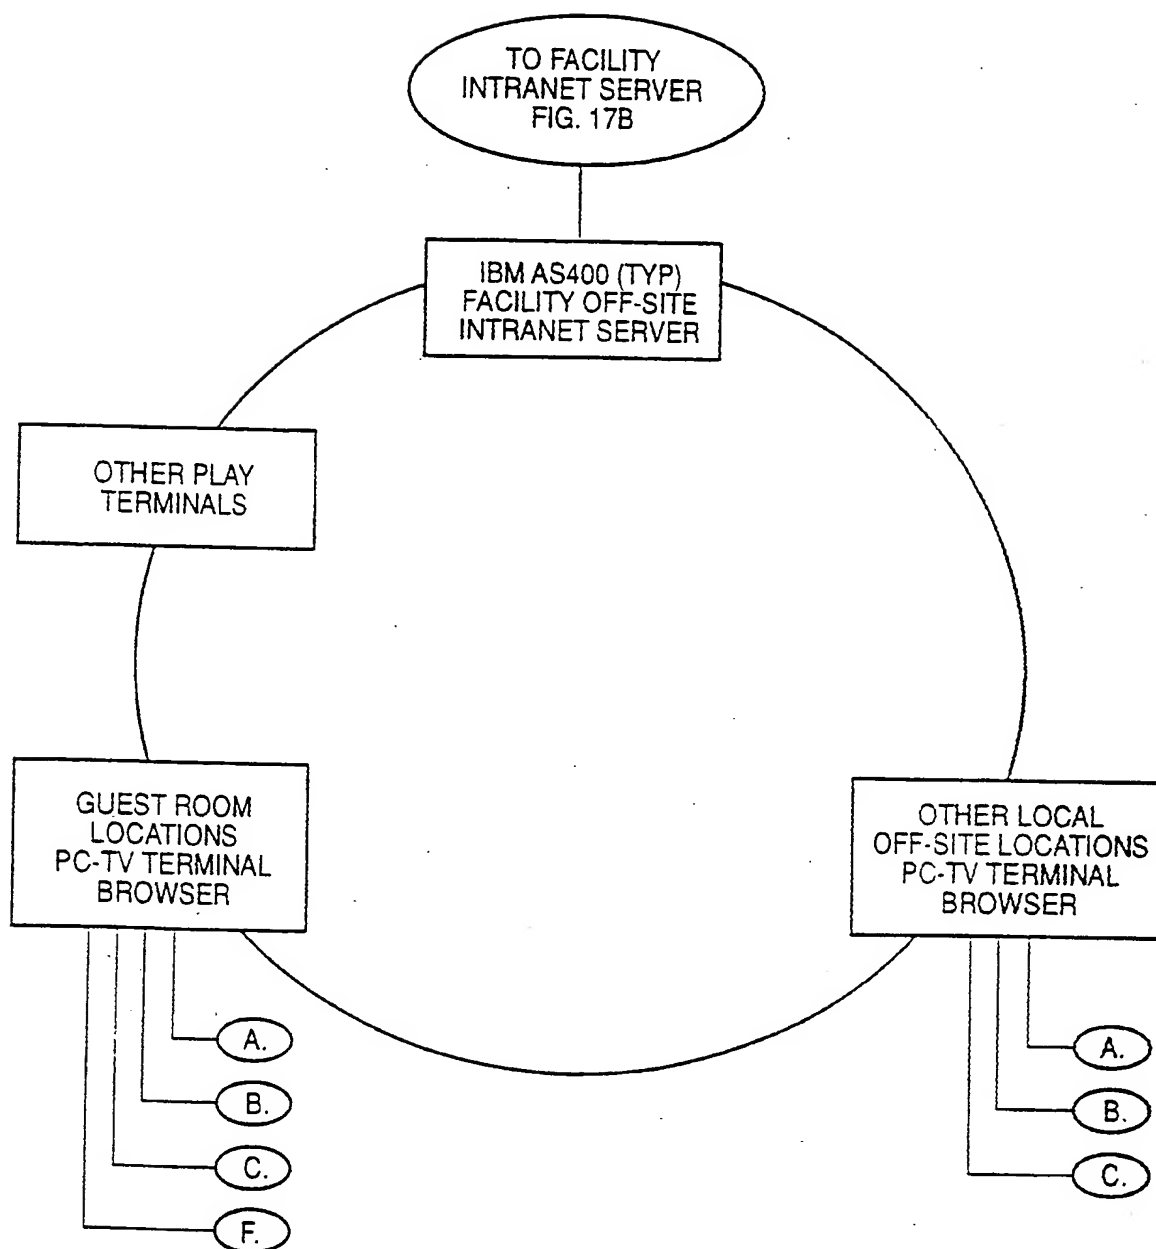 TO FACILITY
INTRANET SERVER
FIG. 17B
IBM AS400 (TYP)
FACILITY OFF-SITE
INTRANET SERVER
OTHER PLAY
TERMINALS
GUEST ROOM
LOCATIONS
PC-TV TERMINAL
BROWSER
OTHER LOCAL
OFF-SITE LOCATIONS
PC-TV TERMINAL
BROWSER
A.
B.
C.
F.
A.
B.
C.